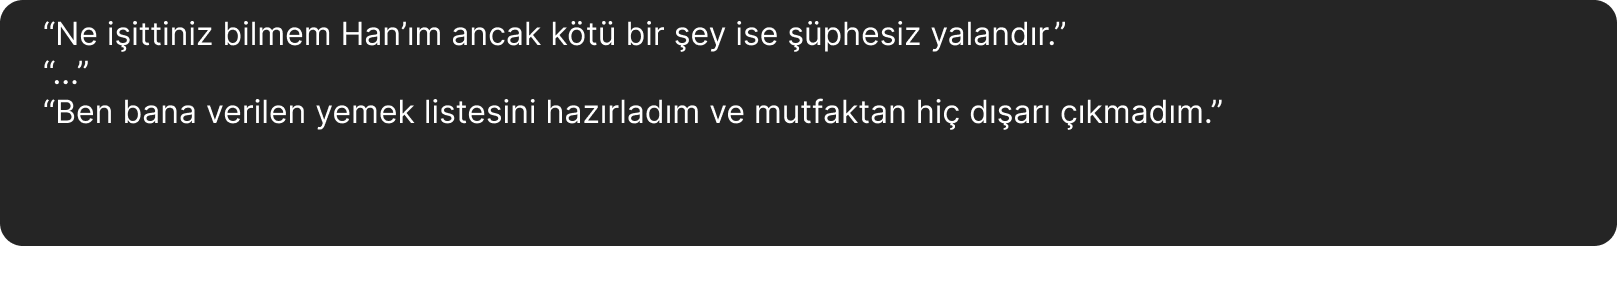 “Ne işittiniz bilmem Han’ım ancak kötü bir şey ise şüphesiz yalandır.”
“...”
“Ben bana verilen yemek listesini hazırladım ve mutfaktan hiç dışarı çıkmadım.”